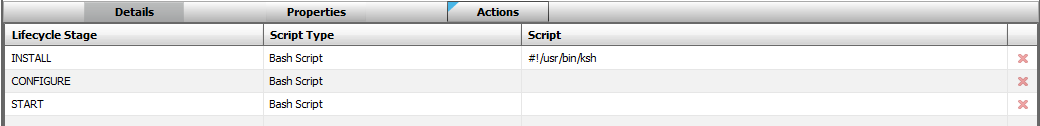 Details Properties Actions
Lifecycle Stage Script Type Script
INSTALL Bash Script #!/usr/bin/ksh
CONFIGURE Bash Script
START Bash Script